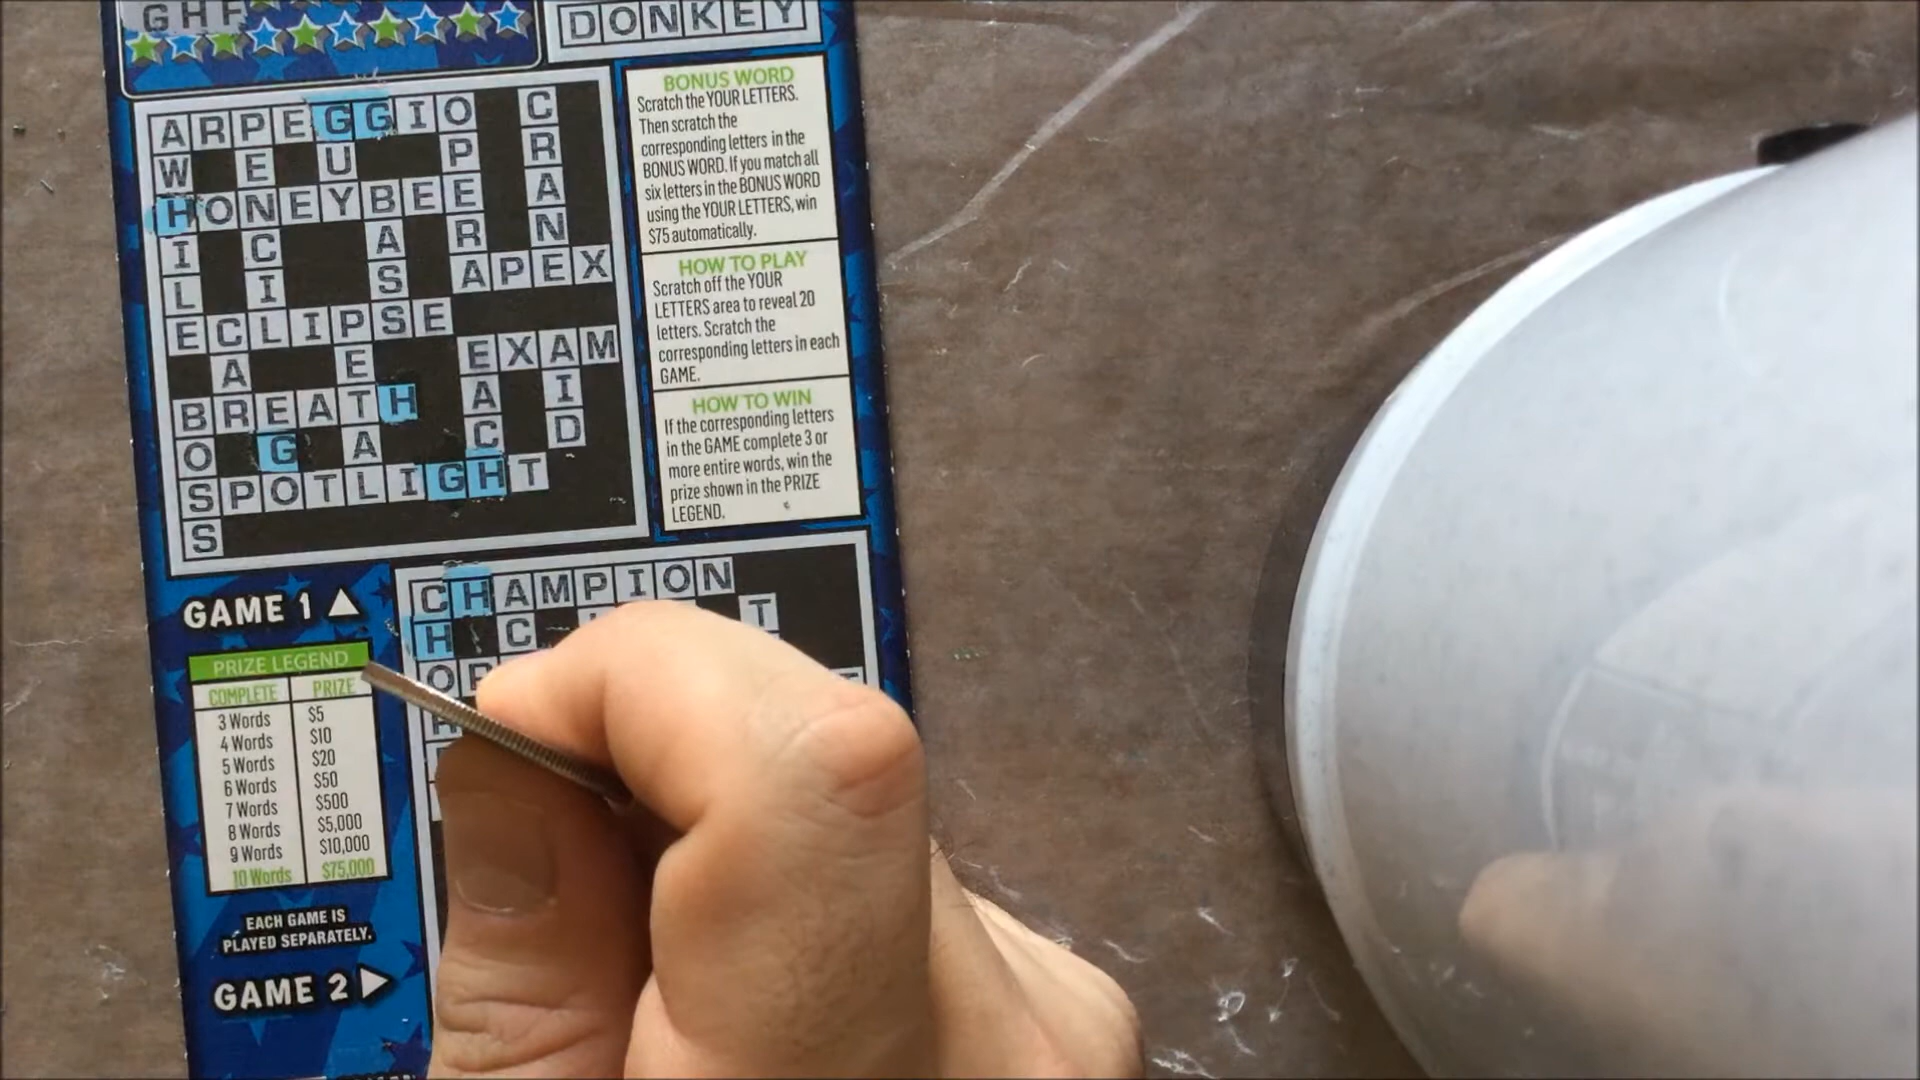 GHF
DONKEY
ARPEGGIO C
W E U P R
HONEYBEE E A
I C A R N
L I S APEX
ECLIPSE
A E EXAM
BREATH A I
O G A C D
SPOTLIGHT
S
BONUS WORD
Scratch the YOUR LETTERS.
Then scratch the
corresponding letters in the
BONUS WORD. If you match all
six letters in the BONUS WORD
using the YOUR LETTERS, win
$75 automatically.
HOW TO PLAY
Scratch off the YOUR
LETTERS area to reveal 20
letters. Scratch the
corresponding letters in each
GAME.
HOW TO WIN
If the corresponding letters
in the GAME complete 3 or
more entire words, win the
prize shown in the PRIZE
LEGEND.
GAME 1
CHAMPION
H C T
O
PRIZE LEGEND
COMPLETE PRIZE
3 Words $5
4 Words $10
5 Words $20
6 Words $50
7 Words $500
8 Words $5,000
9 Words $10,000
10 Words $75,000
EACH GAME IS
PLAYED SEPARATELY.
GAME 2